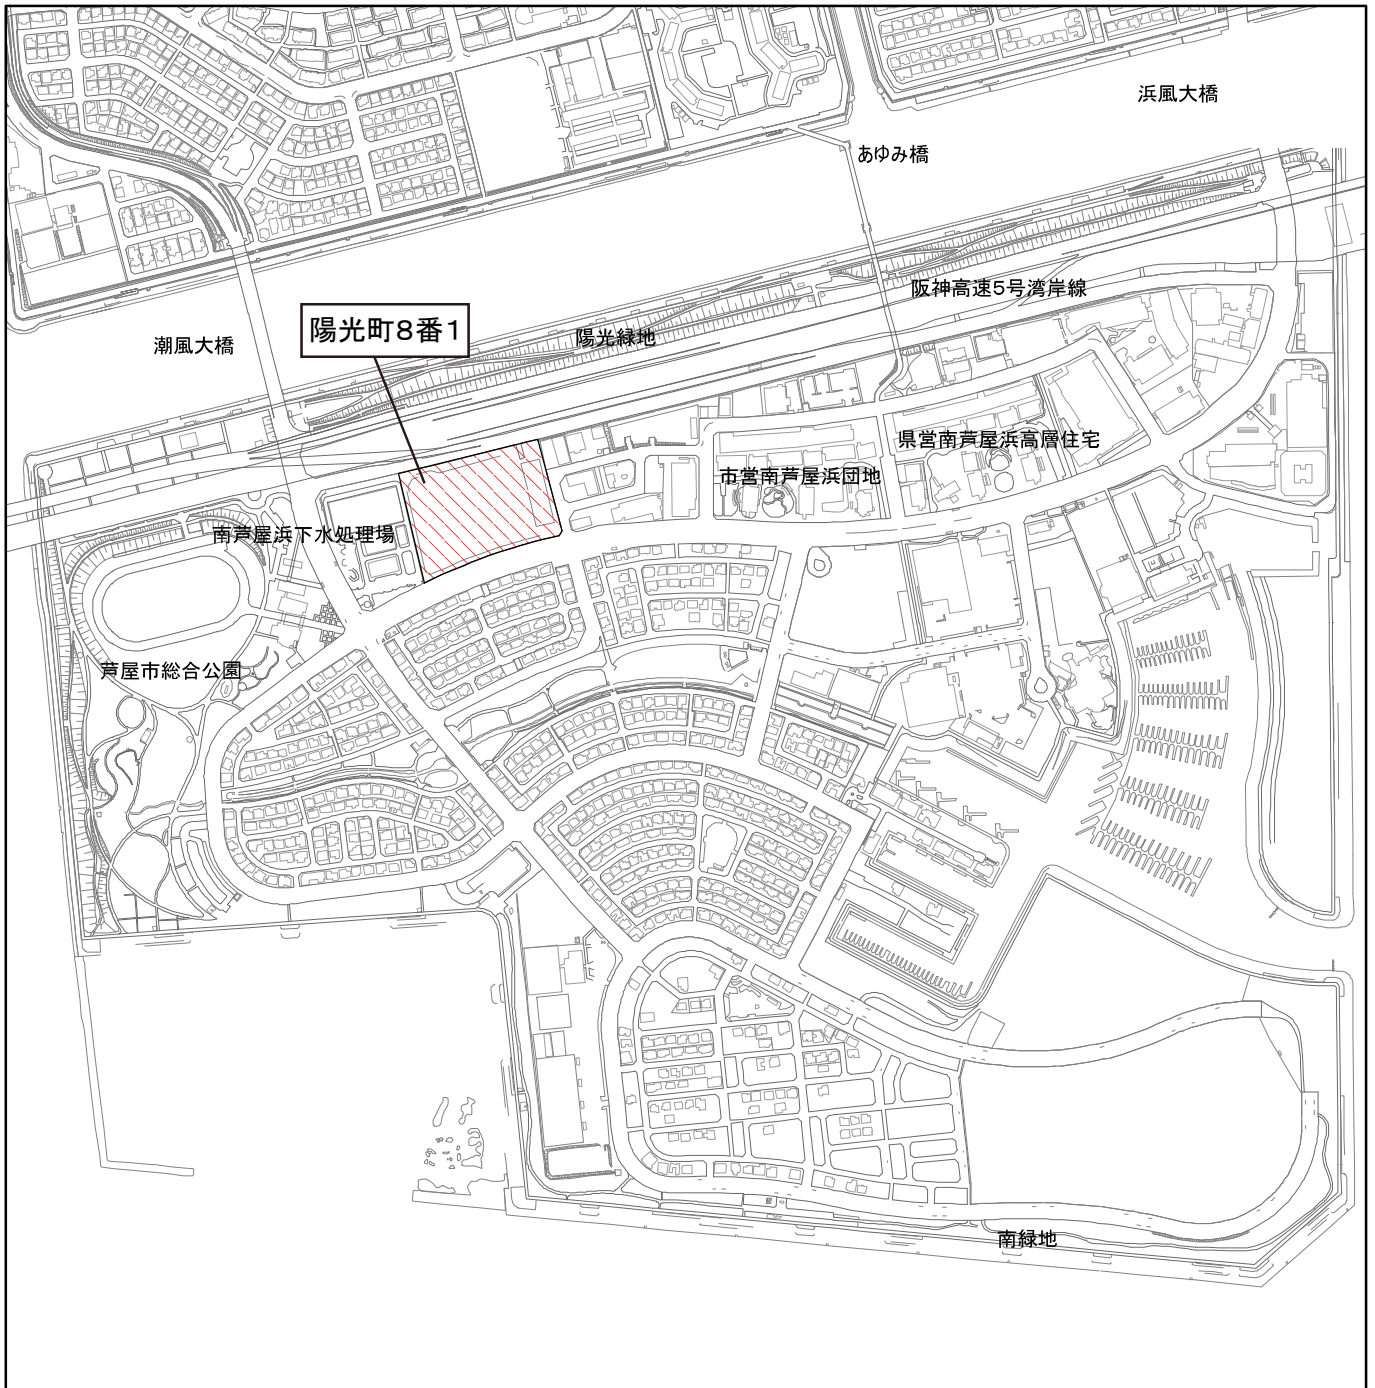 浜風大橋
あゆみ橋
阪神高速5号湾岸線
陽光町8番1
陽光緑地
潮風大橋
県営南芦屋浜高層住宅
市営南芦屋浜団地
南芦屋浜下水処理場
芦屋市総合公園
南緑地